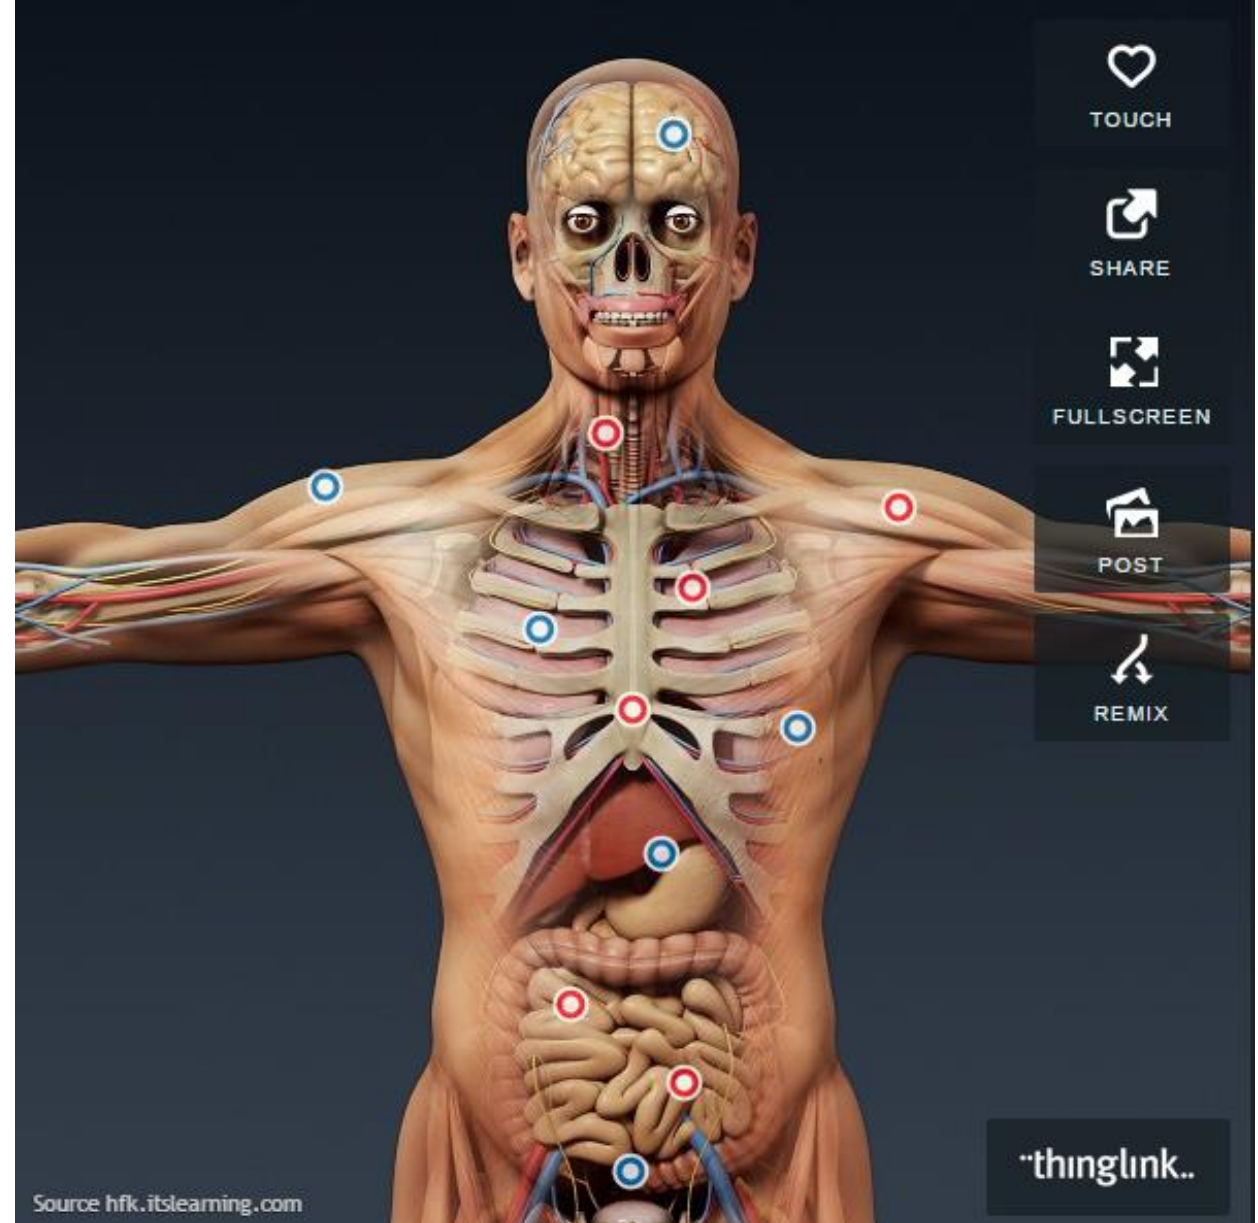 TOUCH
SHARE
FULLSCREEN
POST
REMIX
¨thinglink..
Source hfk.itslearning.com